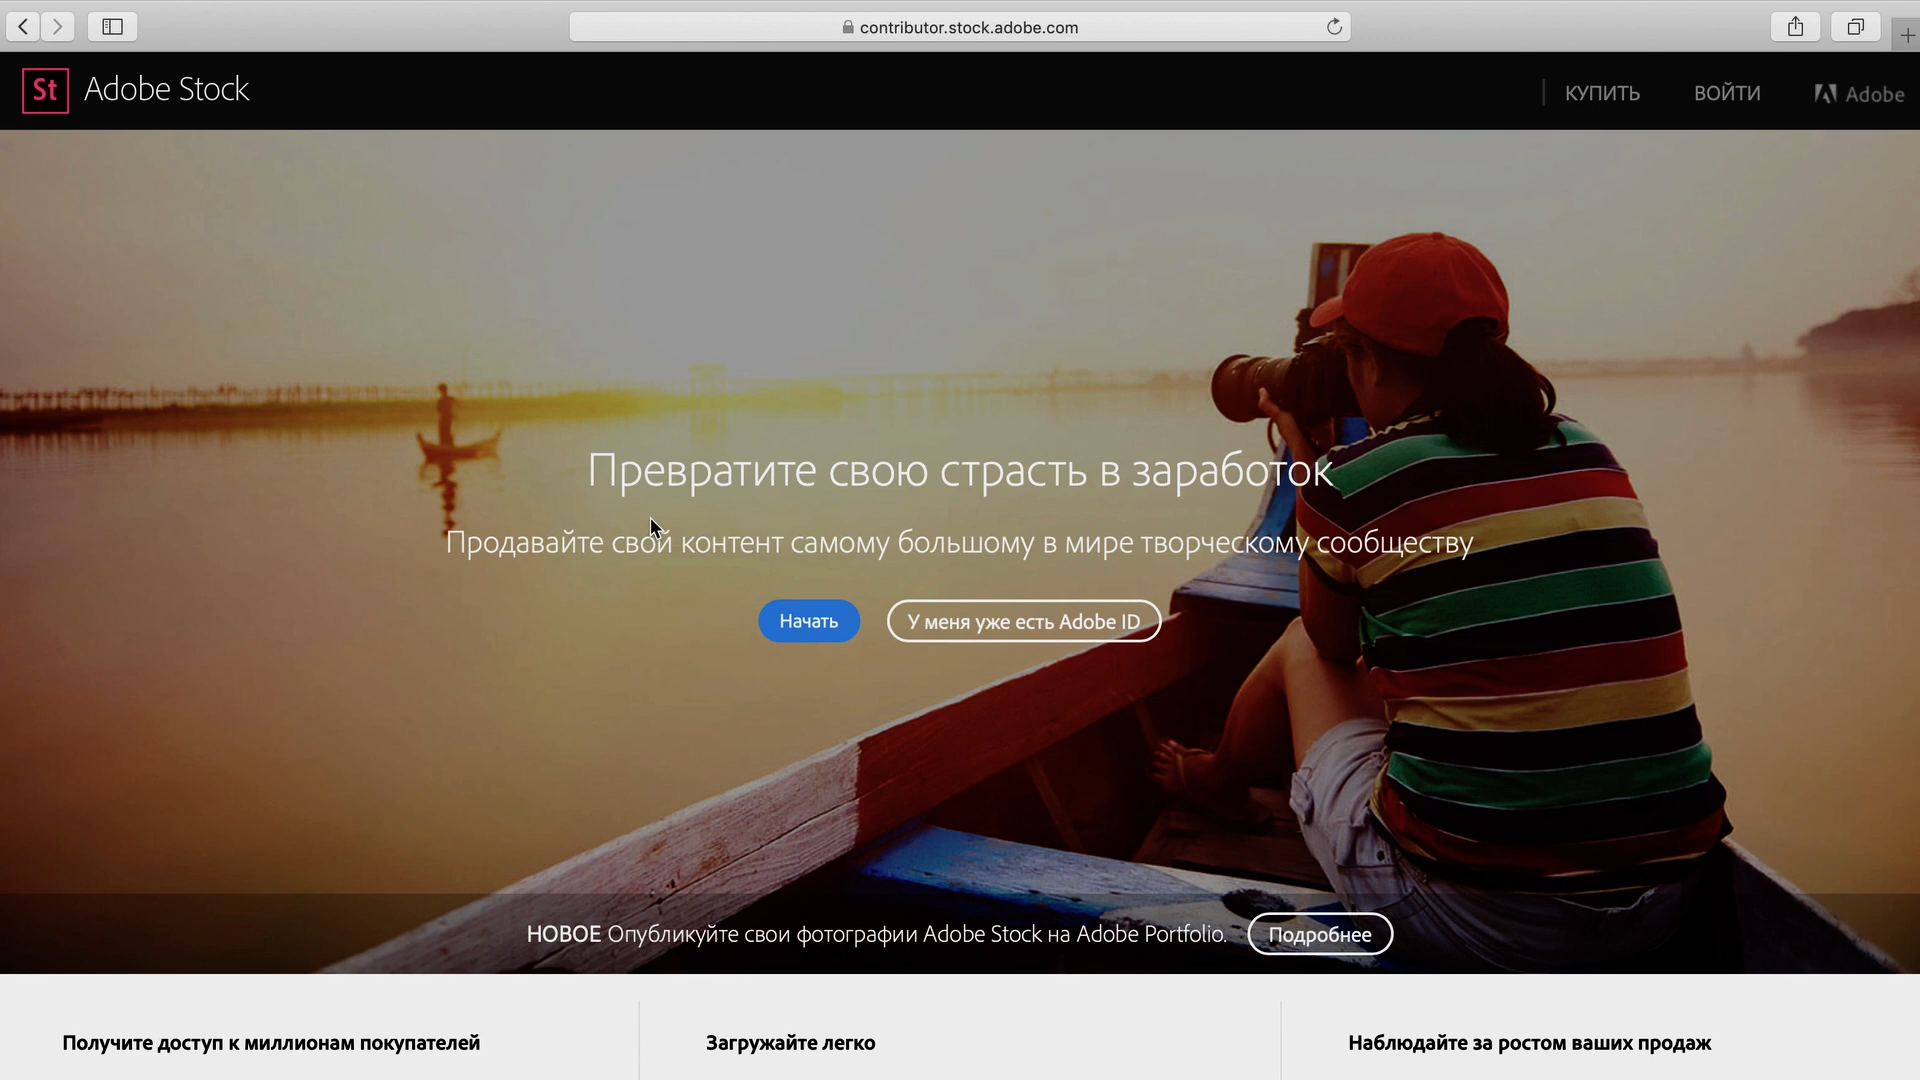 contributor.stock.adobe.com
St Adobe Stock
КУПИТЬ ВОЙТИ Adobe
Превратите свою страсть в заработок
Продавайте свой контент самому большому в мире творческому сообществу
Начать У меня уже есть Adobe ID
НОВОЕ Опубликуйте свои фотографии Adobe Stock на Adobe Portfolio. Подробнее
Получите доступ к миллионам покупателей Загружайте легко Наблюдайте за ростом ваших продаж